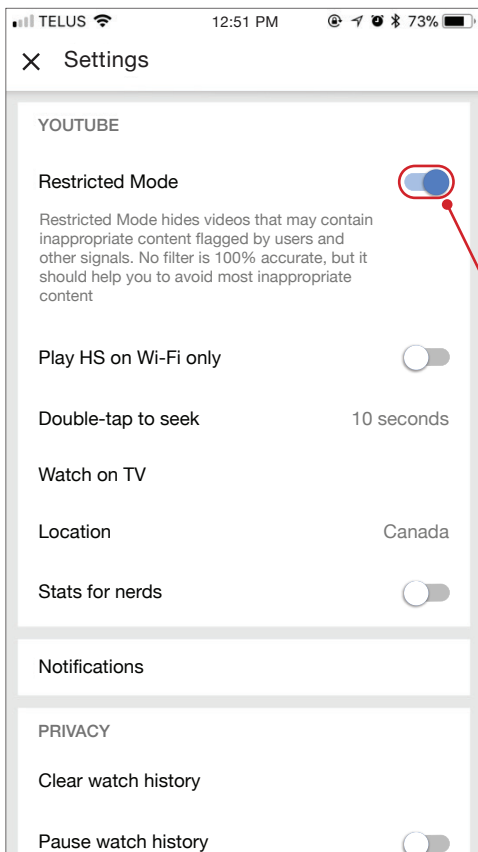 TELUS 12:51 PM 73%
Settings
YOUTUBE
Restricted Mode
Restricted Mode hides videos that may contain
inappropriate content flagged by users and
other signals. No filter is 100% accurate, but it
should help you to avoid most inappropriate
content
Play HS on Wi-Fi only
Double-tap to seek 10 seconds
Watch on TV
Location Canada
Stats for nerds
Notifications
PRIVACY
Clear watch history
Pause watch history